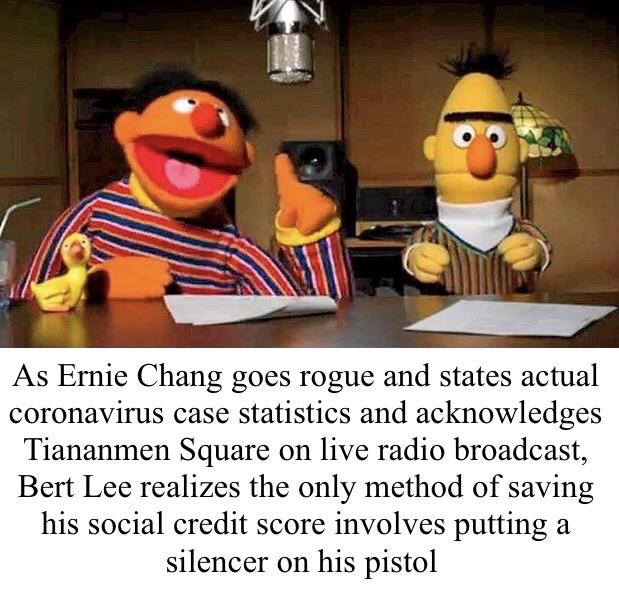 As Ernie Chang goes rogue and states actual
coronavirus case statistics and acknowledges
Tiananmen Square on live radio broadcast,
Bert Lee realizes the only method of saving
his social credit score involves putting a
silencer on his pistol